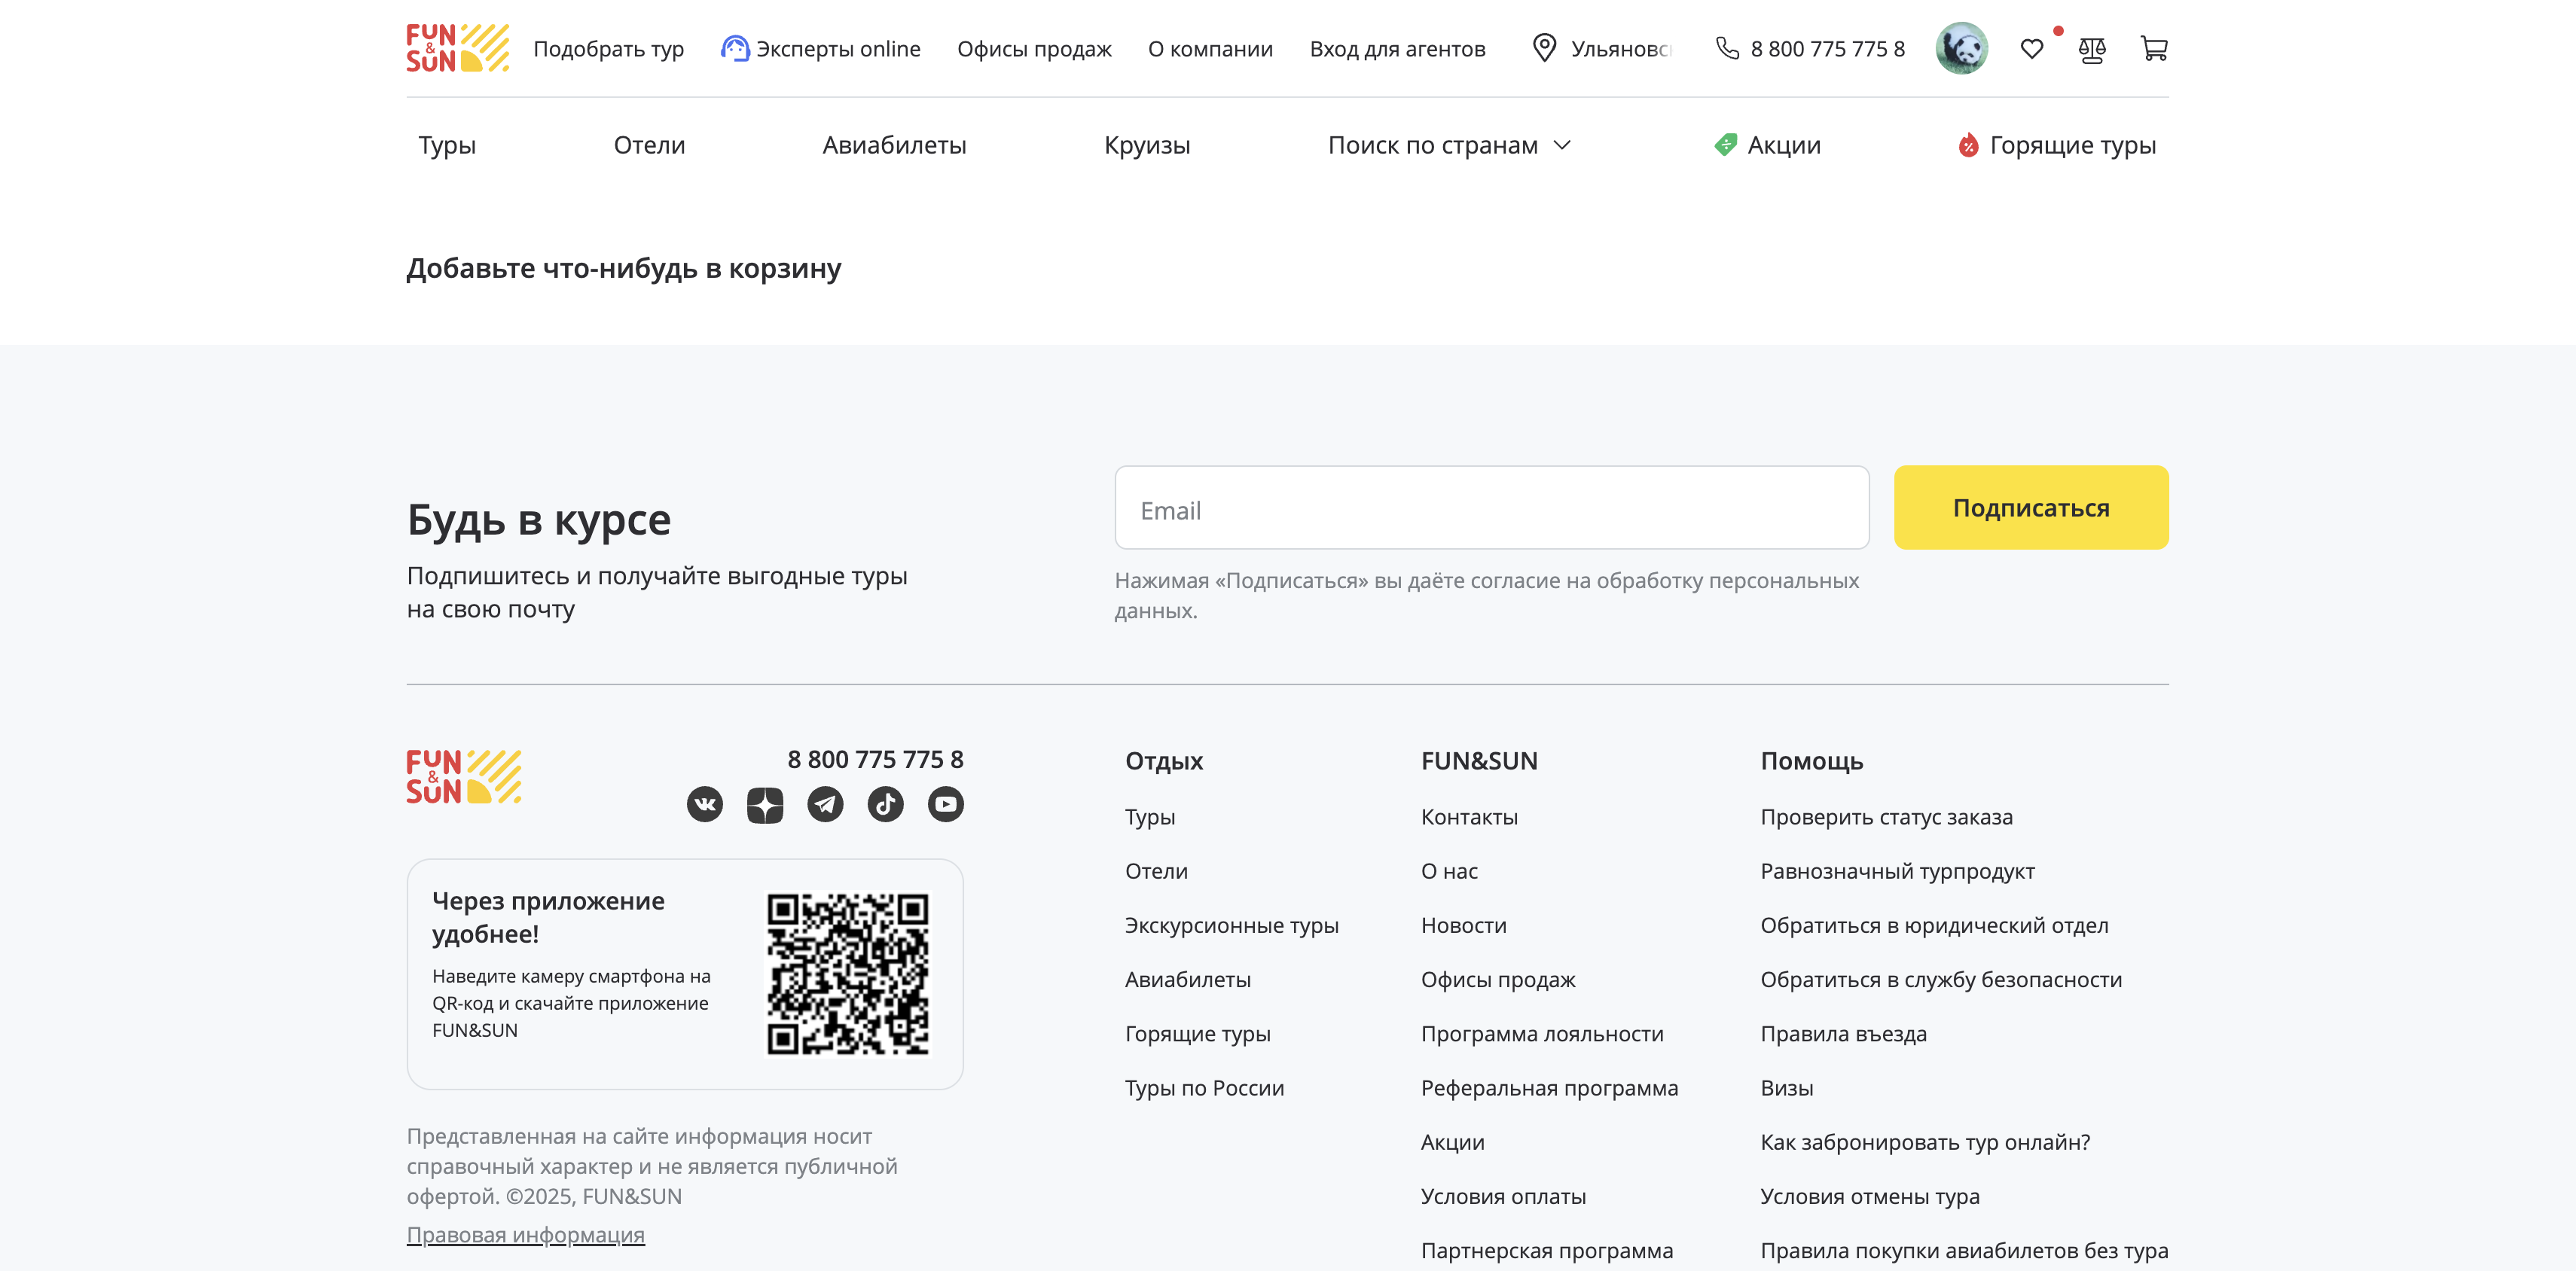 FUN
&
SUN
Подобрать тур
Эксперты online
Офисы продаж
О компании
Вход для агентов
8 800 775 775 8
Туры
Отели
Авиабилеты
Круизы
Поиск по странам
Акции
Горящие туры
Добавьте что-нибудь в корзину
Будь в курсе
Подпишитесь и получайте выгодные туры
на свою почту
Email
Подписаться
Нажимая «Подписаться» вы даёте согласие на обработку персональных
данных.
FUN
&
SUN
8 800 775 775 8
Через приложение
удобнее!
Наведите камеру смартфона на
QR-код и скачайте приложение
FUN&SUN
Представленная на сайте информация носит
справочный характер и не является публичной
офертой. ©2025, FUN&SUN
Правовая информация
Отдых
Туры
Отели
Экскурсионные туры
Авиабилеты
Горящие туры
Туры по России
FUN&SUN
Контакты
О нас
Новости
Офисы продаж
Программа лояльности
Реферальная программа
Акции
Условия оплаты
Партнерская программа
Помощь
Проверить статус заказа
Равнозначный турпродукт
Обратиться в юридический отдел
Обратиться в службу безопасности
Правила въезда
Визы
Как забронировать тур онлайн?
Условия отмены тура
Правила покупки авиабилетов без тура